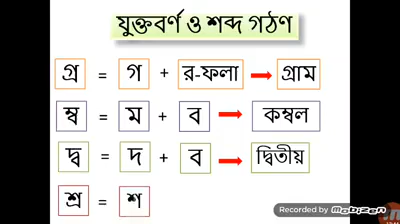 যুক্তবর্ণ ও শব্দ গঠণ
গ্র = গ + র-ফলা গ্রাম
ম্ব = ম + ব কম্বল
দ্ব = দ + ব দ্বিতীয়
শ্র = শ
Recorded by Mobizen